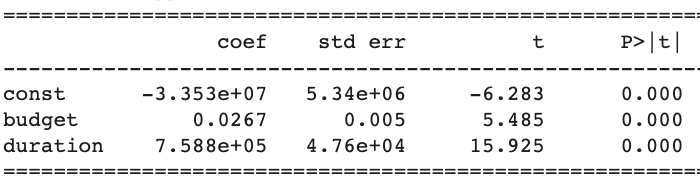 coef std err t P>|t|
const -3.353e+07 5.34e+06 -6.283 0.000
budget 0.0267 0.005 5.485 0.000
duration 7.588e+05 4.76e+04 15.925 0.000